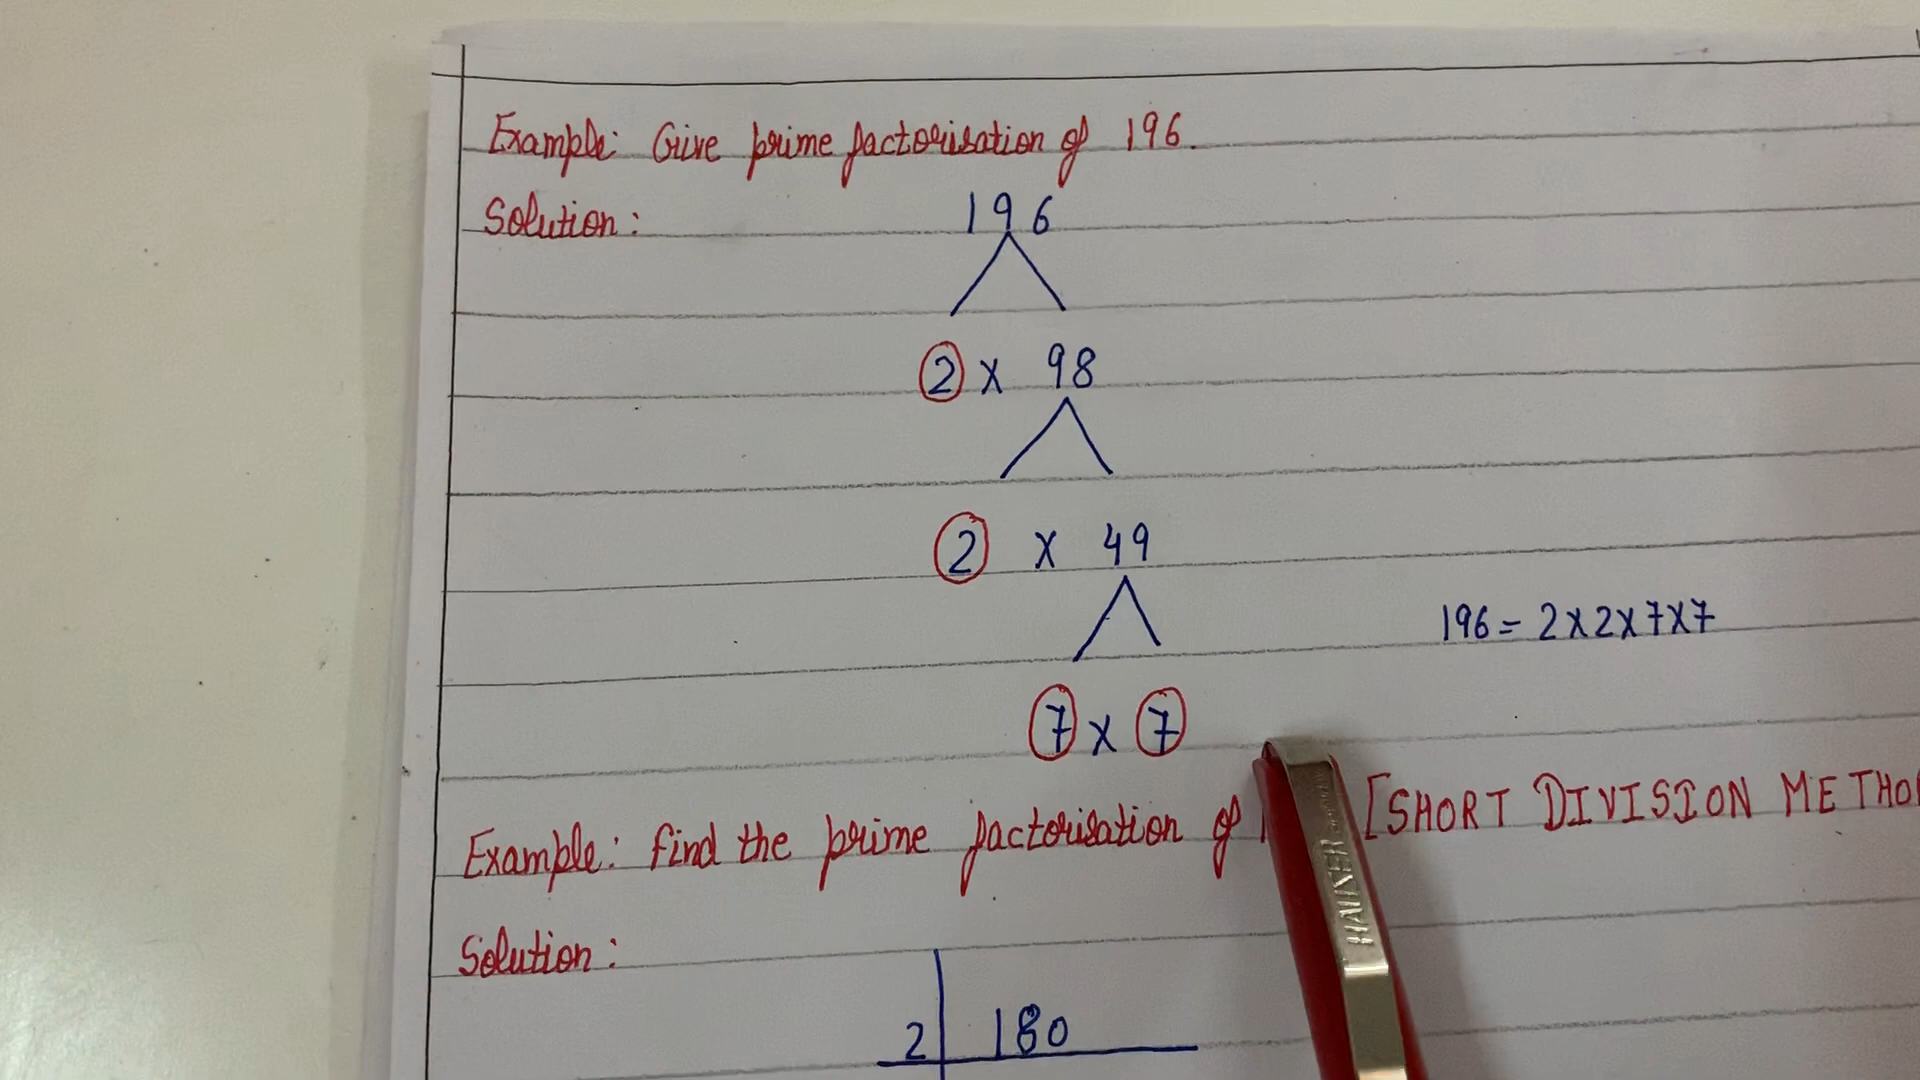 Example: Give prime factorisation of 196.
Solution: 196
2 x 98
2 x 49
196 = 2x2x7x7
7 x 7
Example: find the prime factorisation of [SHORT DIVISION METHO
Solution:
2 180
HAUSER